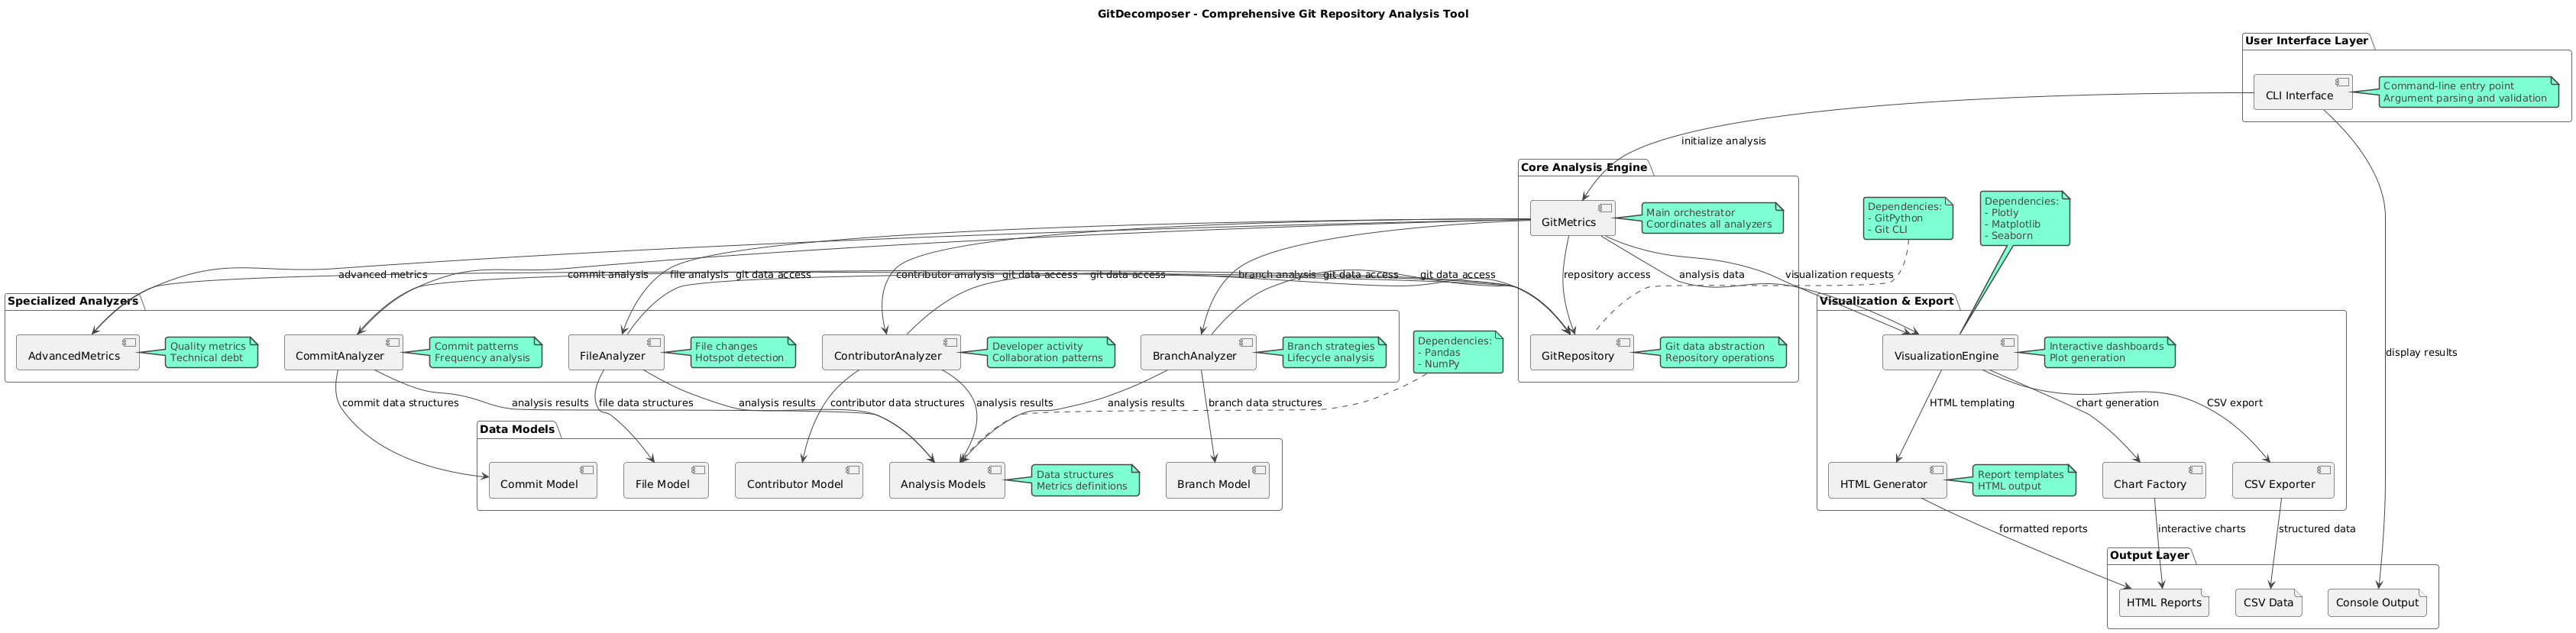 GitDecomposer - Comprehensive Git Repository Analysis Tool
User Interface Layer
CLI Interface
Command-line entry point
Argument parsing and validation
initialize analysis
Core Analysis Engine
GitMetrics
Main orchestrator
Coordinates all analyzers
Dependencies:
- GitPython
- Git CLI
Dependencies:
- Plotly
- Matplotlib
- Seaborn
advanced metrics
commit analysis
file analysis
git data access
contributor analysis
git data access
git data access
branch analysis
git data access
git data access
repository access
analysis data
visualization requests
Specialized Analyzers
AdvancedMetrics
Quality metrics
Technical debt
CommitAnalyzer
Commit patterns
Frequency analysis
FileAnalyzer
File changes
Hotspot detection
ContributorAnalyzer
Developer activity
Collaboration patterns
BranchAnalyzer
Branch strategies
Lifecycle analysis
Dependencies:
- Pandas
- NumPy
GitRepository
Git data abstraction
Repository operations
Visualization & Export
VisualizationEngine
Interactive dashboards
Plot generation
display results
commit data structures
analysis results
file data structures
analysis results
contributor data structures
analysis results
analysis results
branch data structures
HTML templating
chart generation
CSV export
Data Models
Commit Model
File Model
Contributor Model
Analysis Models
Data structures
Metrics definitions
Branch Model
HTML Generator
Report templates
HTML output
Chart Factory
CSV Exporter
formatted reports
interactive charts
structured data
Output Layer
HTML Reports
CSV Data
Console Output